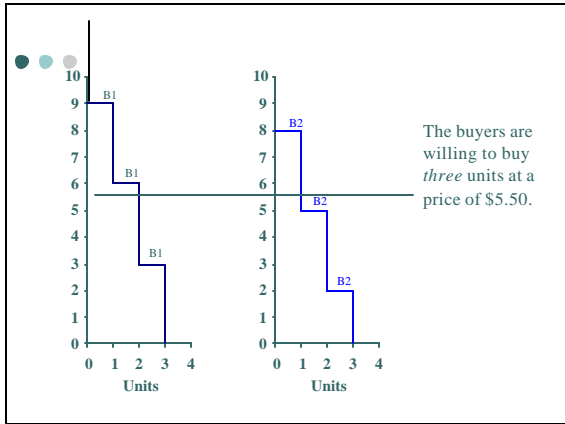 10
9
8
7
6
5
4
3
2
1
0
B1
B1
B1
0 1 2 3 4
Units
10
9
8
7
6
5
4
3
2
1
0
B2
B2
B2
0 1 2 3 4
Units
The buyers are
willing to buy
three units at a
price of $5.50.